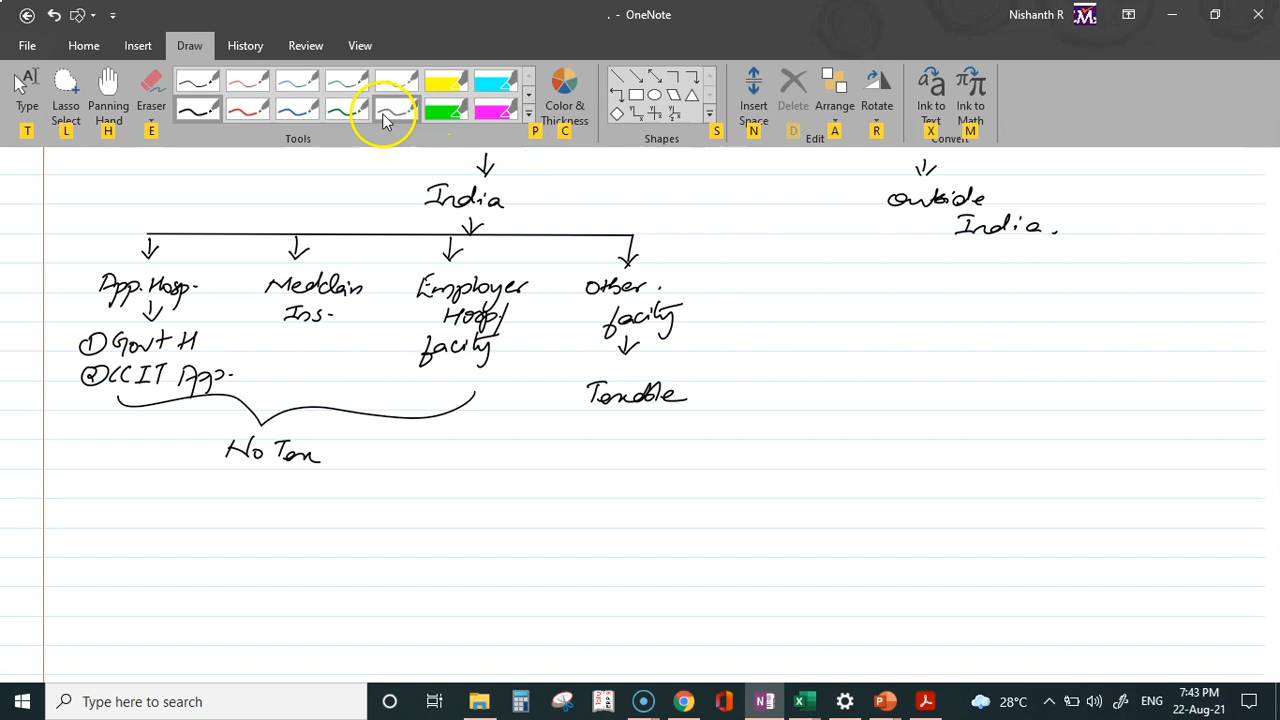 . - OneNote
Nishanth R
File Home Insert Draw History Review View
Type Lasso Select Panning Hand Eraser Color & Thickness Insert Space Delete Arrange Rotate Ink to Text Ink to Math
T L H E P C S N D A R X M
Tools Shapes Edit Convert
India
Outside
India.
App. Hosp.
Medclain
Ins.
Employer
Hosp/
facity
Other.
facity
① Govt H
② CCIT App.
Taxable
No Tax
Type here to search
28°C
ENG
7:43 PM
22-Aug-21